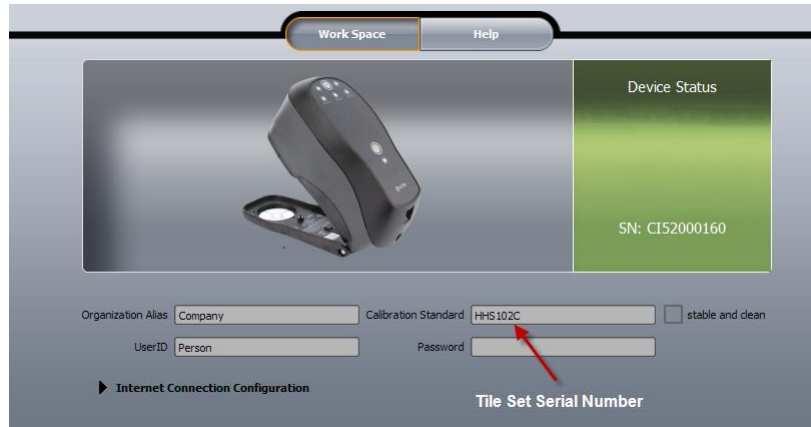 Work Space
Help
Device Status
SN: CI52000160
Organization Alias Company Calibration Standard HHS102C stable and clean
UserID Person Password
Internet Connection Configuration
Tile Set Serial Number